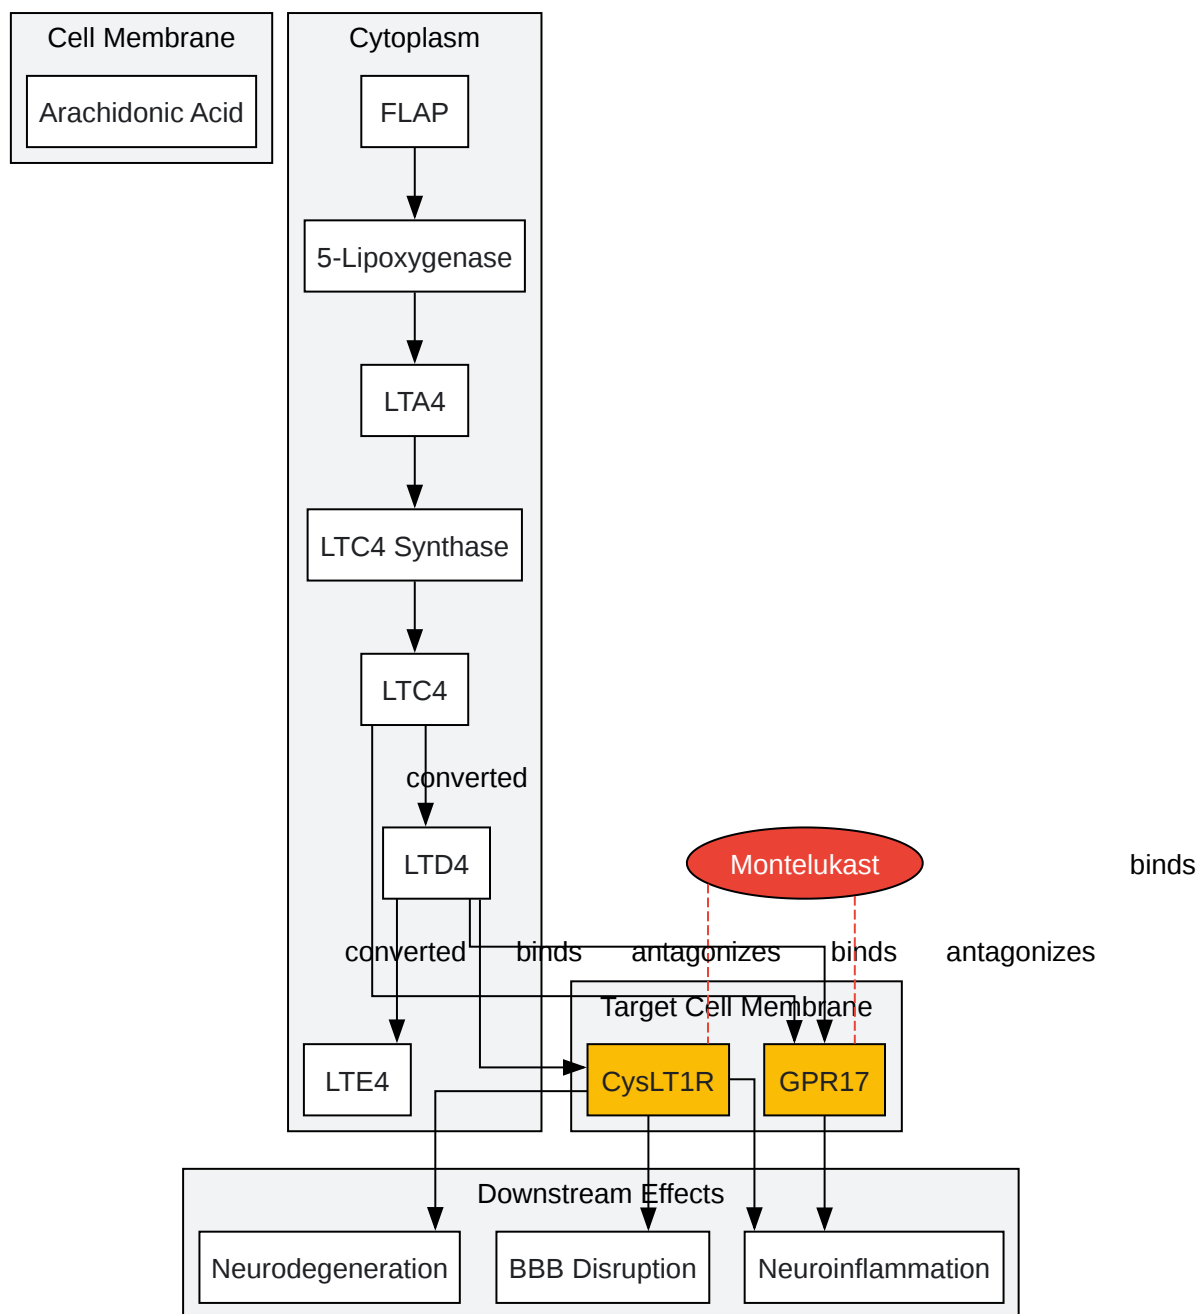 Cell Membrane
Arachidonic Acid
Cytoplasm
FLAP
5-Lipoxygenase
LTA4
LTC4 Synthase
LTC4
converted
LTD4
Montelukast
binds
converted
binds
antagonizes
binds
antagonizes
Target Cell Membrane
LTE4
CysLT1R
GPR17
Downstream Effects
Neurodegeneration
BBB Disruption
Neuroinflammation